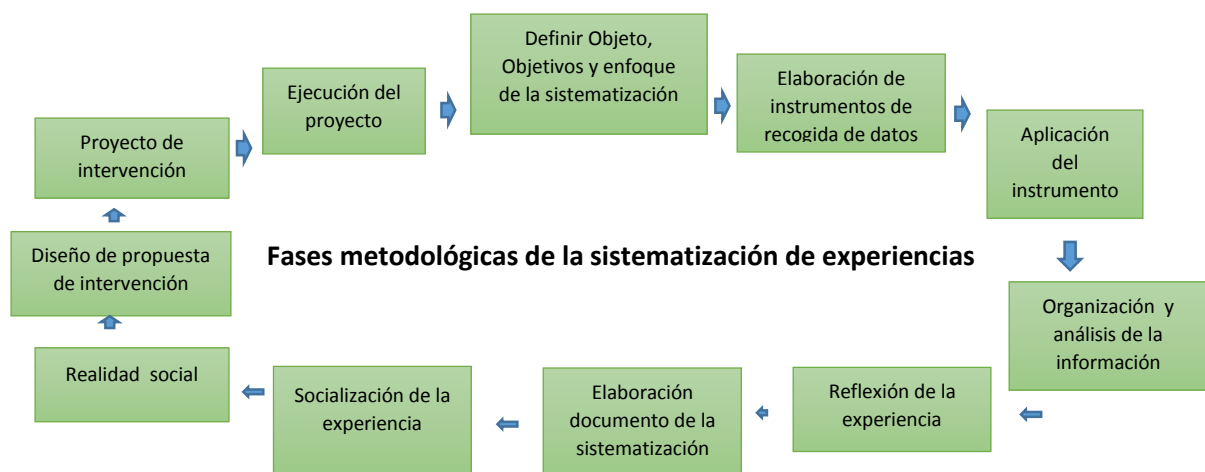 Definir Objeto,
Objetivos y enfoque
de la sistematización
Ejecución del
proyecto
Elaboración de
instrumentos de
recogida de datos
Proyecto de
intervención
Aplicación
del
instrumento
Diseño de propuesta
de intervención
Fases metodológicas de la sistematización de experiencias
Organización y
análisis de la
información
Realidad social
Socialización de la
experiencia
Elaboración
documento de la
sistematización
Reflexión de la
experiencia